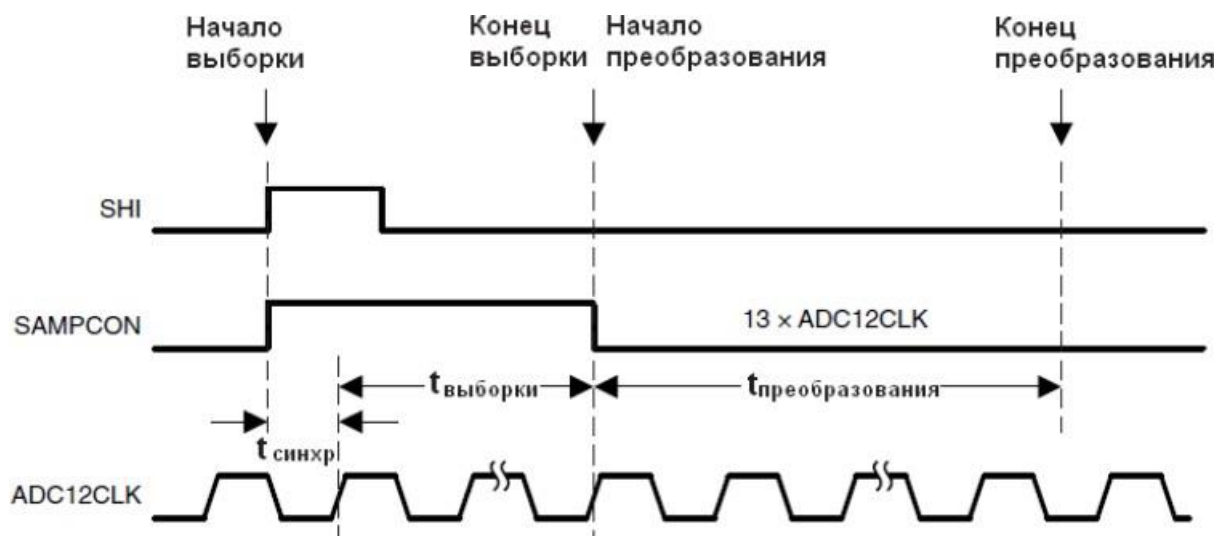 Начало
выборки
Конец
выборки
Начало
преобразования
Конец
преобразования
SHI
SAMPCON
13 × ADC12CLK
tвыборки
tпреобразования
tсинхр
ADC12CLK